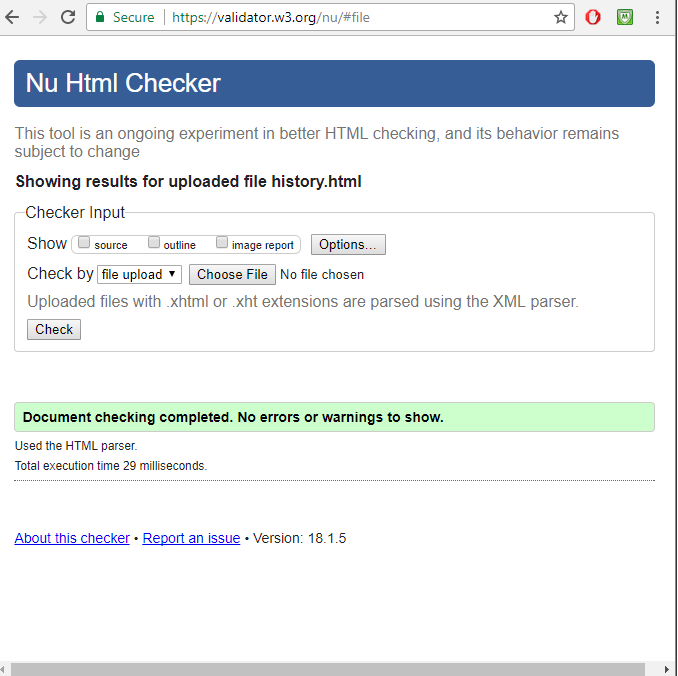 Secure https://validator.w3.org/nu/#file
Nu Html Checker
This tool is an ongoing experiment in better HTML checking, and its behavior remains
subject to change
Showing results for uploaded file history.html
Checker Input
Show source outline image report Options...
Check by file upload Choose File No file chosen
Uploaded files with .xhtml or .xht extensions are parsed using the XML parser.
Check
Document checking completed. No errors or warnings to show.
Used the HTML parser.
Total execution time 29 milliseconds.
About this checker • Report an issue • Version: 18.1.5